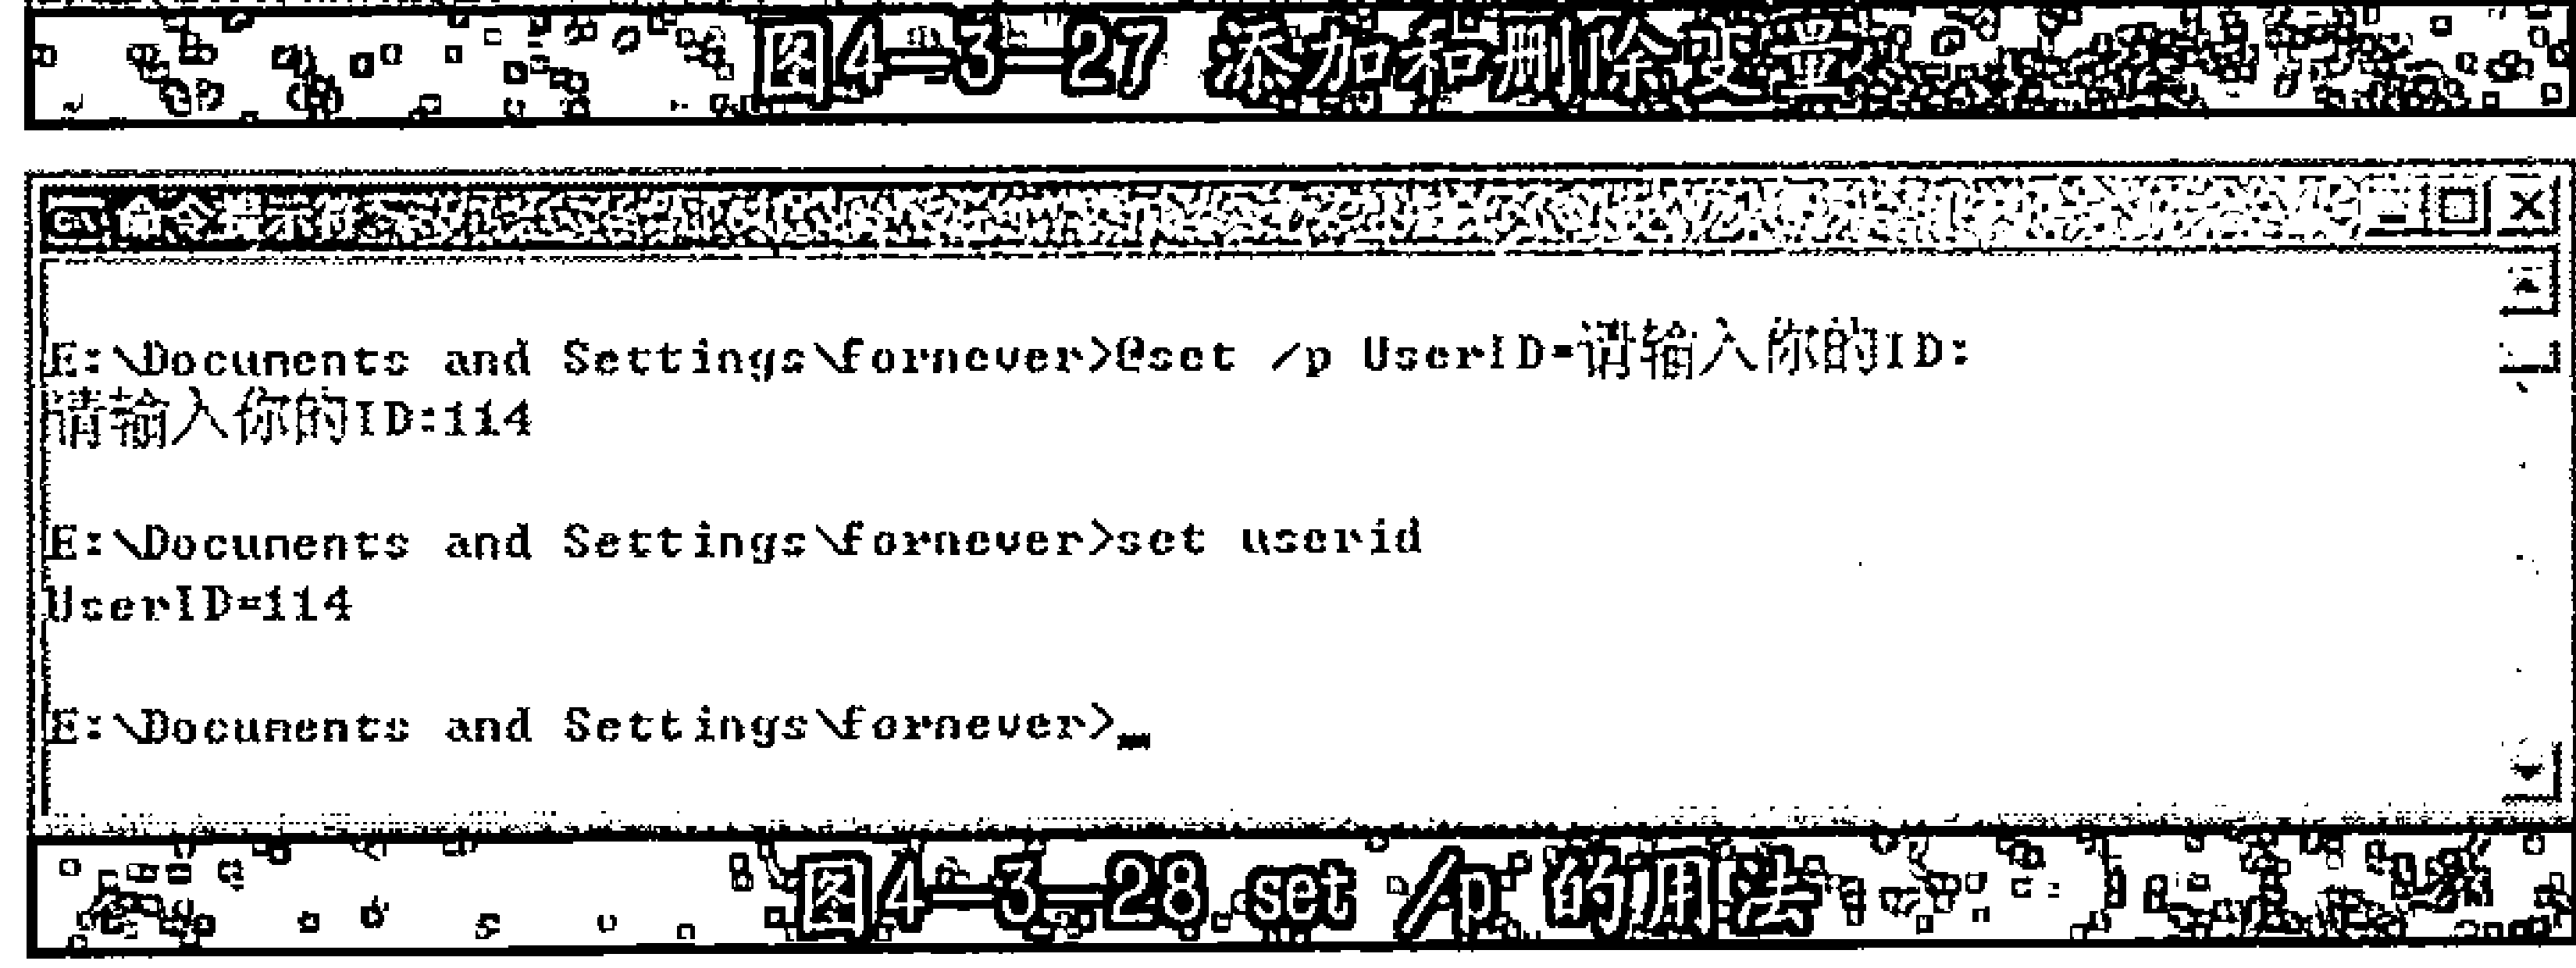 图4—3—27 添加和删除变量
命令提示符
E:\Documents and Settings\fornever>@set /p UserID=请输入你的ID:
请输入你的ID:114
E:\Documents and Settings\fornever>set userid
UserID=114
E:\Documents and Settings\fornever>_
图4—3—28 set /p 的用法